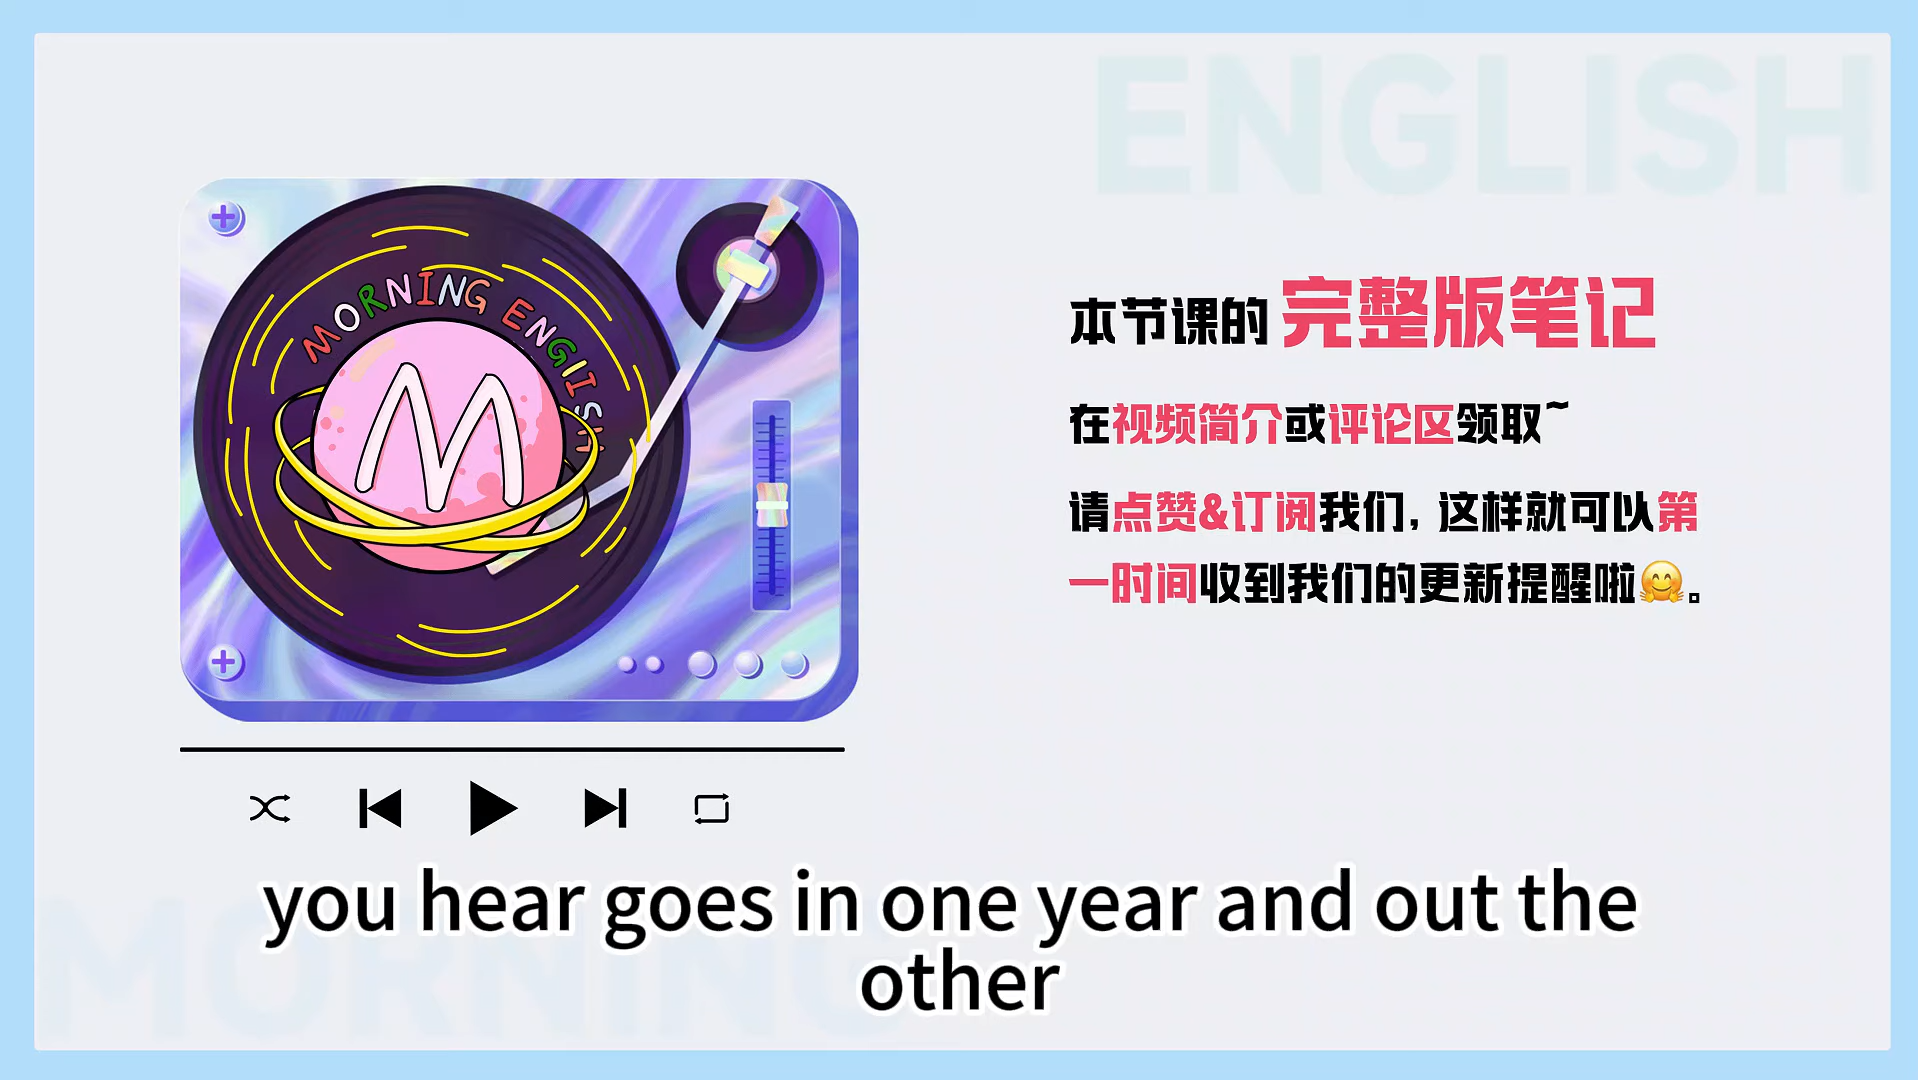 ENGLISH
MORNING ENGLISH
M
本节课的 完整版笔记
在视频简介或评论区领取~
请点赞&订阅我们,这样就可以第
一时间收到我们的更新提醒啦🤗。
MORNING
you hear goes in one year and out the
other